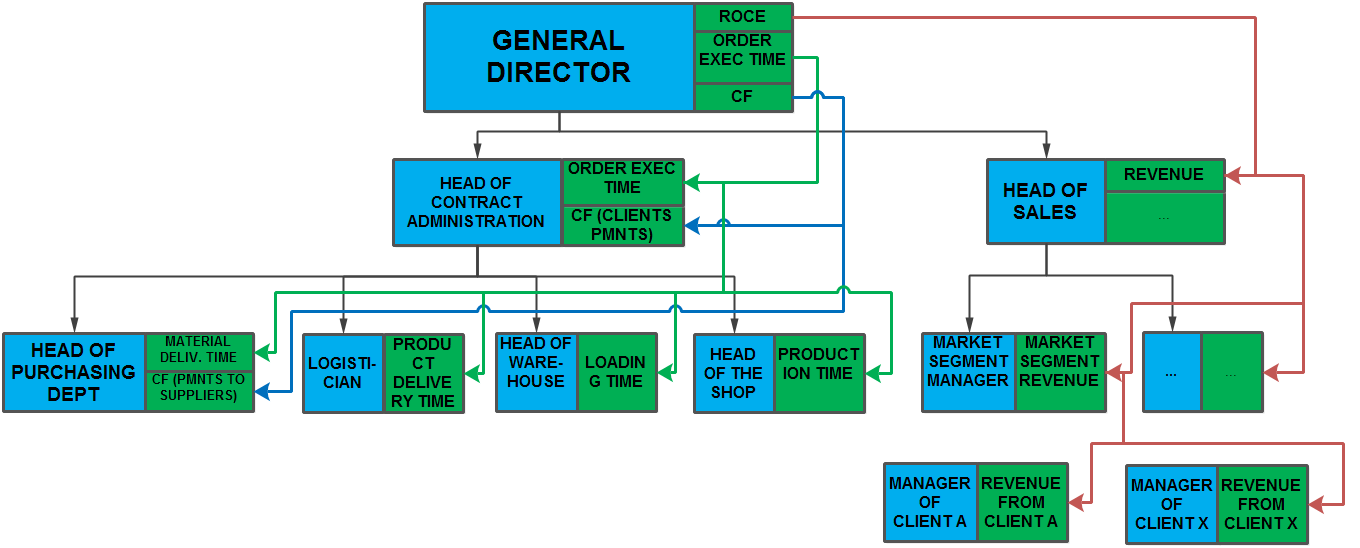 GENERAL
DIRECTOR
ROCE
ORDER
EXEC TIME
CF
HEAD OF
CONTRACT
ADMINISTRATION
ORDER EXEC
TIME
CF (CLIENTS
PMNTS)
HEAD OF
SALES
REVENUE
...
HEAD OF
PURCHASING
DEPT
MATERIAL
DELIV. TIME
CF (PMNTS TO
SUPPLIERS)
LOGISTI-
CIAN
PRODU
CT
DELIVE
RY TIME
HEAD OF
WARE-
HOUSE
LOADIN
G TIME
HEAD
OF THE
SHOP
PRODUCT
ION TIME
MARKET
SEGMENT
MANAGER
MARKET
SEGMENT
REVENUE
...
...
MANAGER
OF
CLIENT A
REVENUE
FROM
CLIENT A
MANAGER
OF
CLIENT X
REVENUE
FROM
CLIENT X